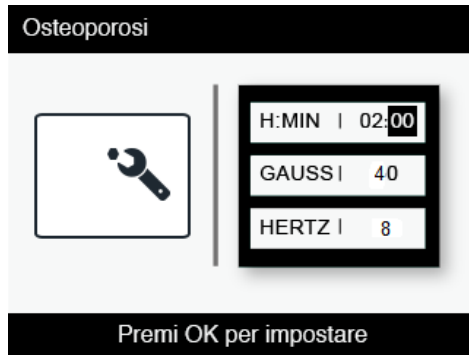 Osteoporosi
H:MIN | 02:00
GAUSS | 40
HERTZ | 8
Premi OK per impostare